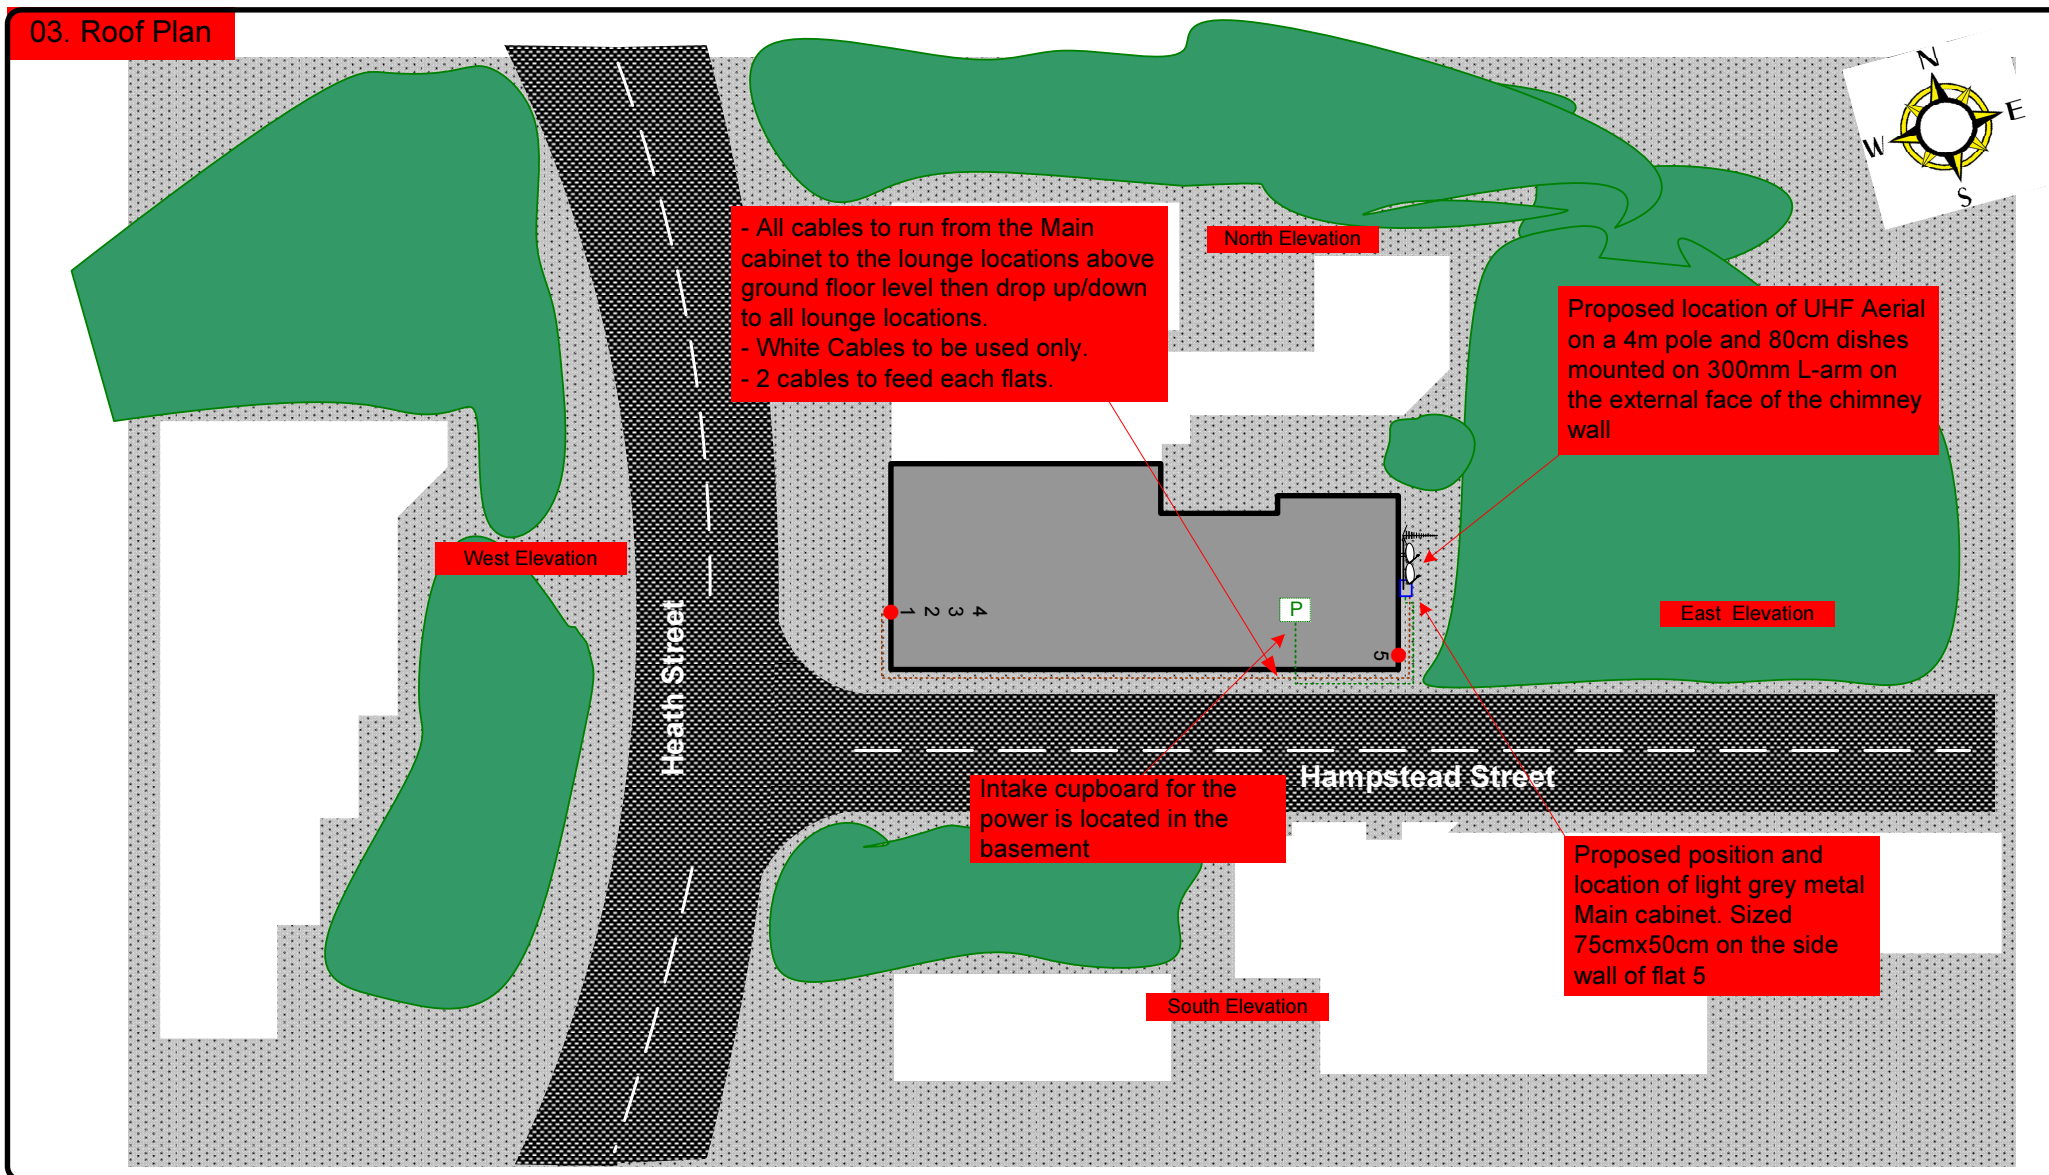 03. Roof Plan
N
E
W
S
- All cables to run from the Main
cabinet to the lounge locations above
ground floor level then drop up/down
to all lounge locations.
- White Cables to be used only.
- 2 cables to feed each flats.
North Elevation
Proposed location of UHF Aerial
on a 4m pole and 80cm dishes
mounted on 300mm L-arm on
the external face of the chimney
wall
West Elevation
1
2
3
4
P
5
East  Elevation
Heath Street
Hampstead Street
Intake cupboard for the
power is located in the
basement
Proposed position and
location of light grey metal
Main cabinet. Sized
75cmx50cm on the side
wall of flat 5
South Elevation